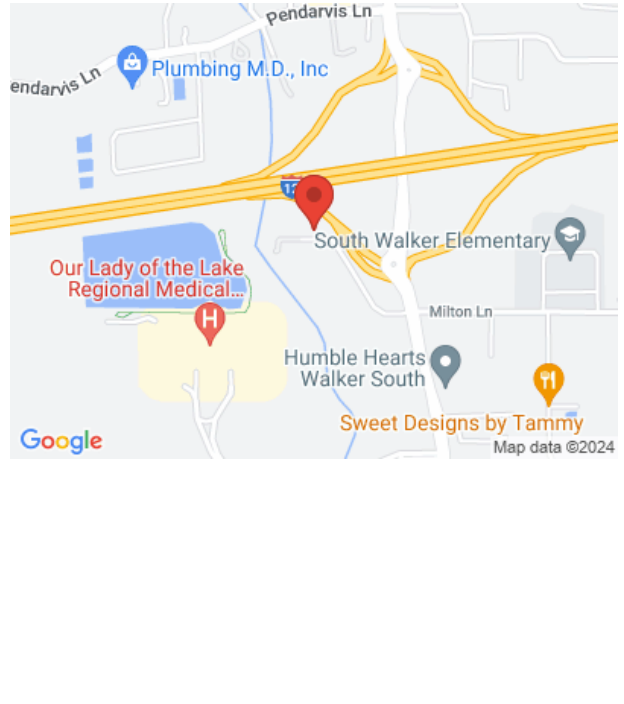 Pendarvis Ln
endarvis Ln
Plumbing M.D., Inc
12
South Walker Elementary
Our Lady of the Lake
Regional Medical...
H
Milton Ln
Humble Hearts
Walker South
Sweet Designs by Tammy
Google
Map data ©2024